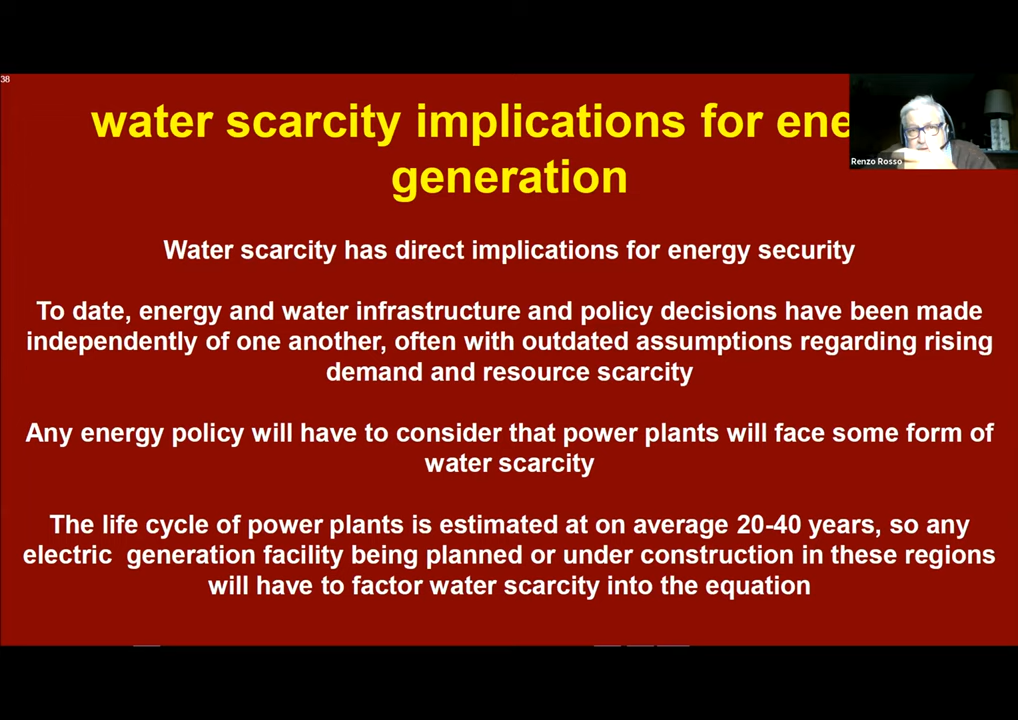 38
water scarcity implications for ene
generation
Renzo Rosso
Water scarcity has direct implications for energy security
To date, energy and water infrastructure and policy decisions have been made
independently of one another, often with outdated assumptions regarding rising
demand and resource scarcity
Any energy policy will have to consider that power plants will face some form of
water scarcity
The life cycle of power plants is estimated at on average 20-40 years, so any
electric  generation facility being planned or under construction in these regions
will have to factor water scarcity into the equation